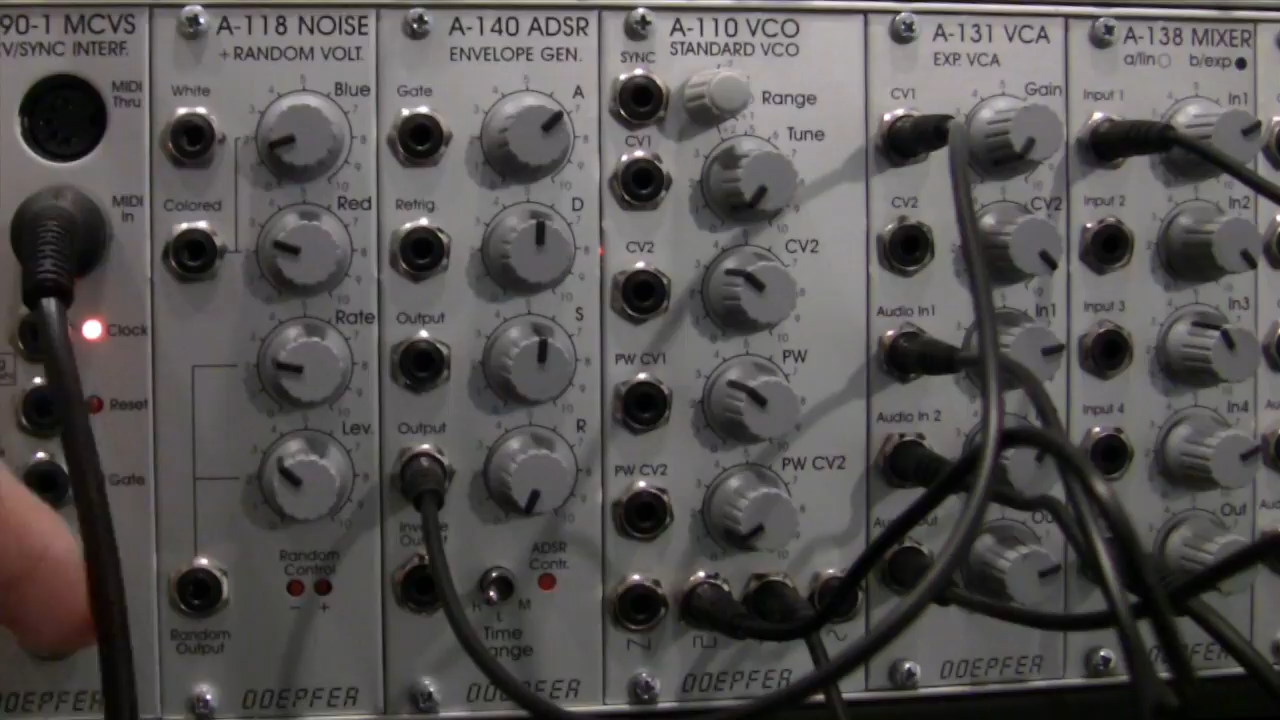 90-1 MCVS
V/SYNC INTERF.
MIDI
Thru
MIDI
In
Clock
Reset
Gate
DOEPFER
A-118 NOISE
+RANDOM VOLT.
White
Blue
Colored
Red
Rate
Lev.
Random
Control
- +
Random
Output
DOEPFER
A-140 ADSR
ENVELOPE GEN.
Gate
A
Retrig.
D
Output
S
Output
R
ADSR
Contr.
H
L
M
Time
DOEPFER
A-110 VCO
STANDARD VCO
SYNC
Range
CV1
Tune
CV2
CV2
PW CV1
PW
PW CV2
PW CV2
DOEPFER
A-131 VCA
EXP. VCA
CV1
Gain
CV2
CV2
Audio In1
In1
Audio In 2
DOEPFER
A-138 MIXER
a/lin b/exp
Input 1
In1
Input 2
In2
Input 3
In3
Input 4
In4
Out
DOEPFER